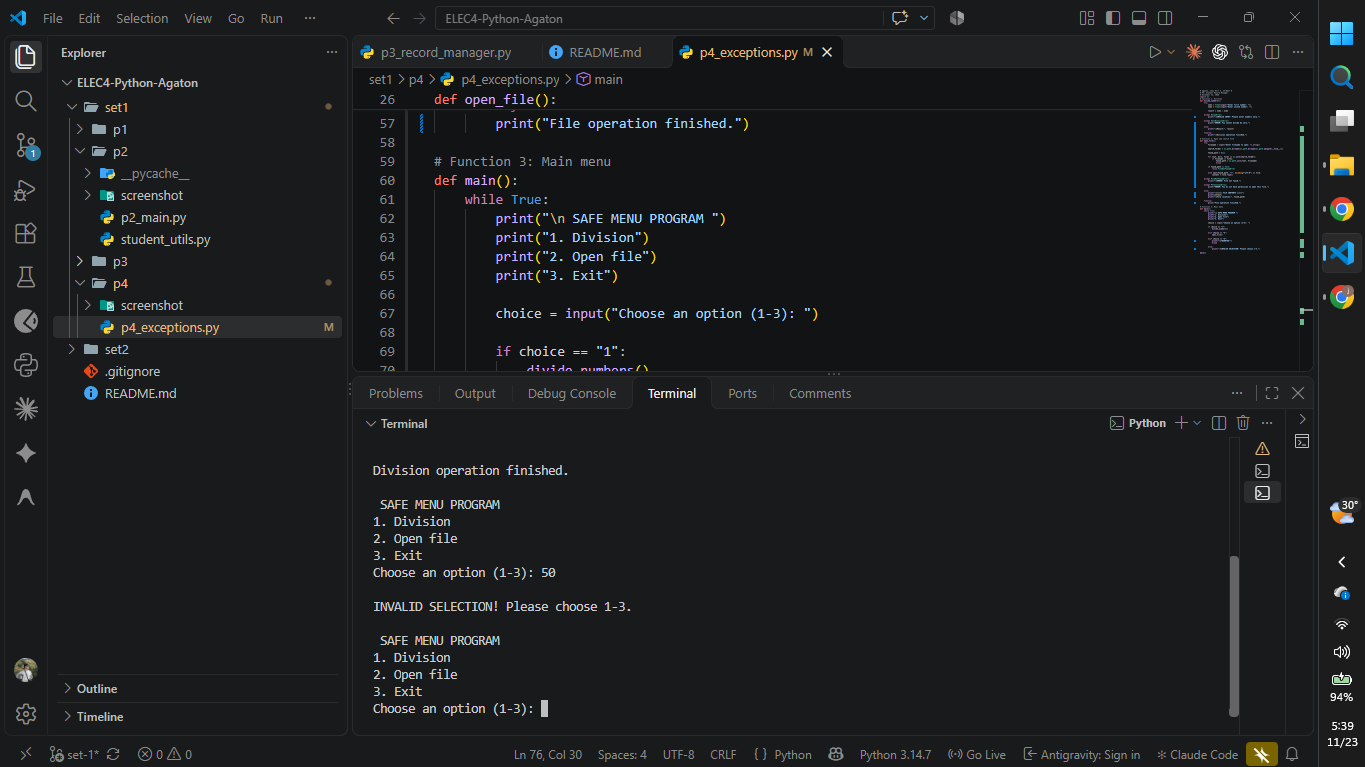 File Edit Selection View Go Run ···
ELEC4-Python-Agaton
Explorer
ELEC4-Python-Agaton
set1
p1
p2
__pycache__
screenshot
p2_main.py
student_utils.py
p3
p4
screenshot
p4_exceptions.py M
set2
.gitignore
README.md
Outline
Timeline
p3_record_manager.py README.md p4_exceptions.py M
set1 > p4 > p4_exceptions.py > main
26 def open_file():
57 print("File operation finished.")
58
59 # Function 3: Main menu
60 def main():
61 while True:
62 print("\n SAFE MENU PROGRAM ")
63 print("1. Division")
64 print("2. Open file")
65 print("3. Exit")
66
67 choice = input("Choose an option (1-3): ")
68
69 if choice == "1":
70 divide_numbers()
Problems Output Debug Console Terminal Ports Comments
Terminal
Python
Division operation finished.
SAFE MENU PROGRAM
1. Division
2. Open file
3. Exit
Choose an option (1-3): 50
INVALID SELECTION! Please choose 1-3.
SAFE MENU PROGRAM
1. Division
2. Open file
3. Exit
Choose an option (1-3):
set-1* 0 0 Ln 76, Col 30 Spaces: 4 UTF-8 CRLF { } Python Python 3.14.7 Go Live Antigravity: Sign in Claude Code
1
30°
94%
5:39
11/23